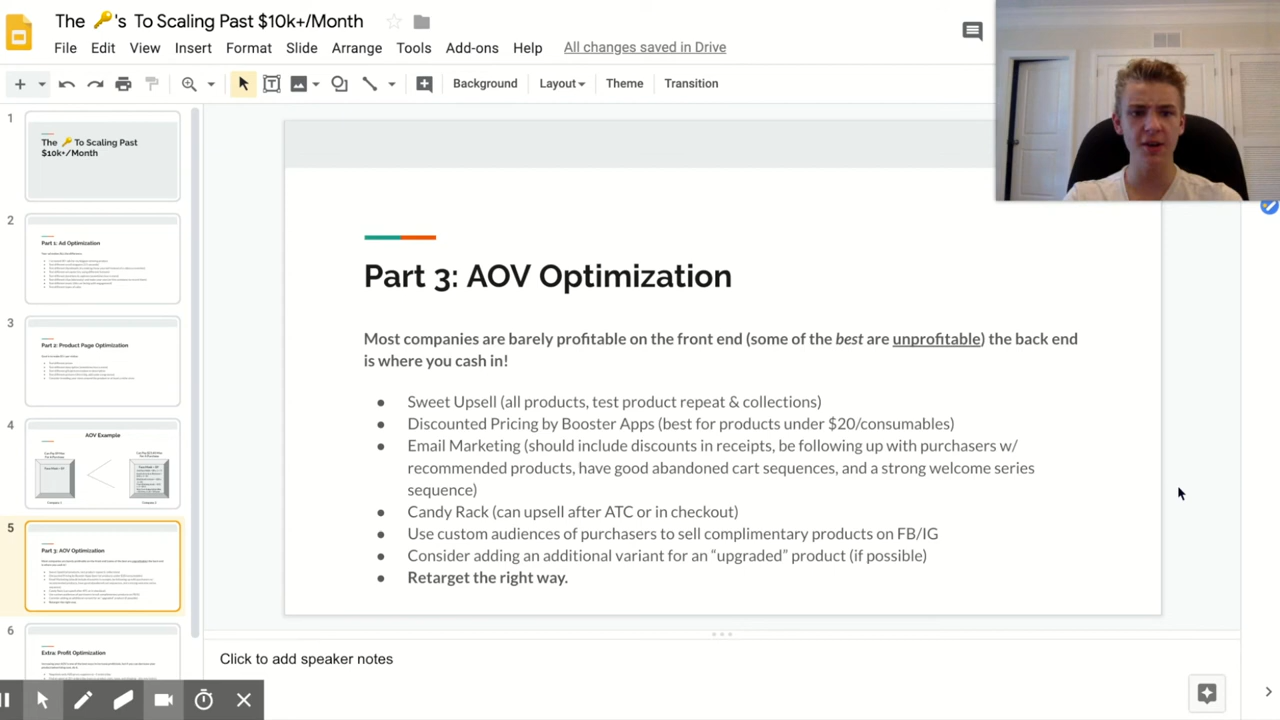 The 🔑's To Scaling Past $10k+/Month
File Edit View Insert Format Slide Arrange Tools Add-ons Help All changes saved in Drive
Background Layout Theme Transition
1
The 🔑 To Scaling Past
$10k+/Month
2
Part 1: Ad Optimization
3
Part 2: Product Page Optimization
4
AOV Example
5
Part 3: AOV Optimization
6
Extra: Profit Optimization
Part 3: AOV Optimization
Most companies are barely profitable on the front end (some of the best are unprofitable) the back end
is where you cash in!
● Sweet Upsell (all products, test product repeat & collections)
● Discounted Pricing by Booster Apps (best for products under $20/consumables)
● Email Marketing (should include discounts in receipts, be following up with purchasers w/
recommended products, have good abandoned cart sequences, and a strong welcome series
sequence)
● Candy Rack (can upsell after ATC or in checkout)
● Use custom audiences of purchasers to sell complimentary products on FB/IG
● Consider adding an additional variant for an “upgraded” product (if possible)
● Retarget the right way.
Click to add speaker notes